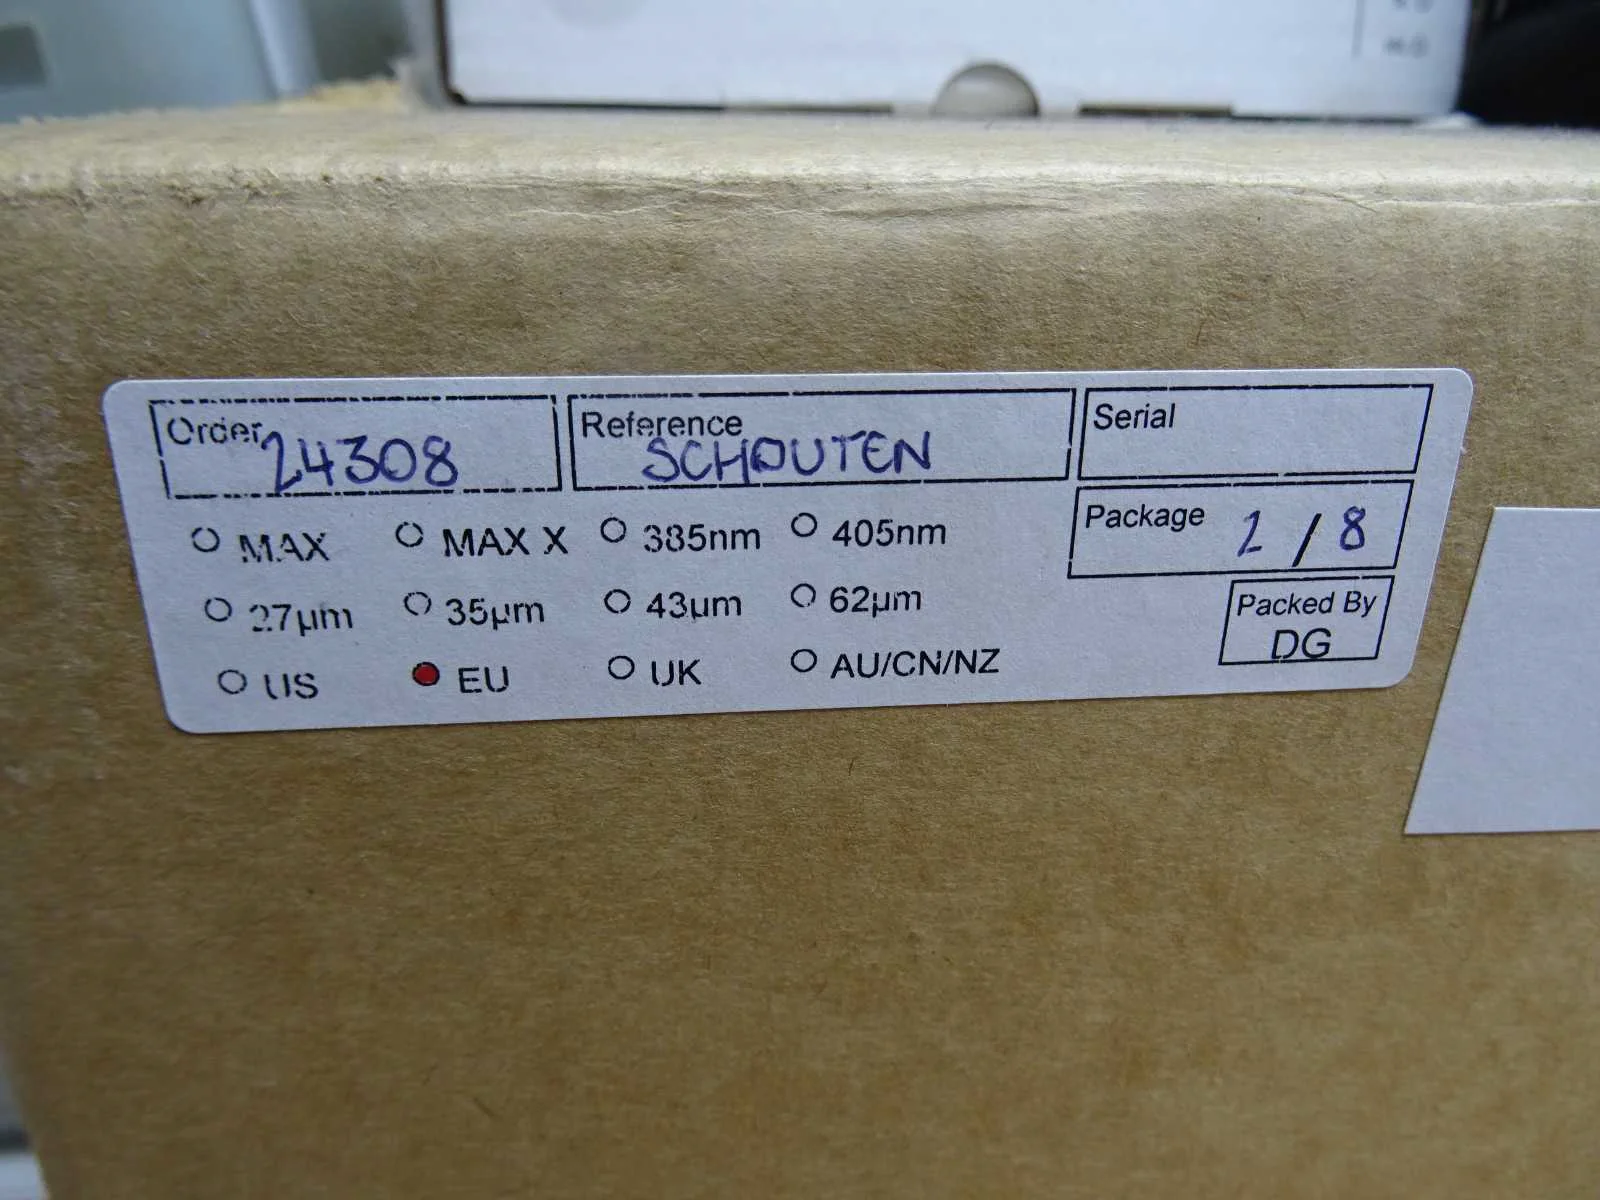 Order 24308
Reference SCHOUTEN
Serial
Package 2/8
MAX MAX X 385nm 405nm
27µm 35µm 43µm 62µm
Packed By
DG
US EU UK AU/CN/NZ